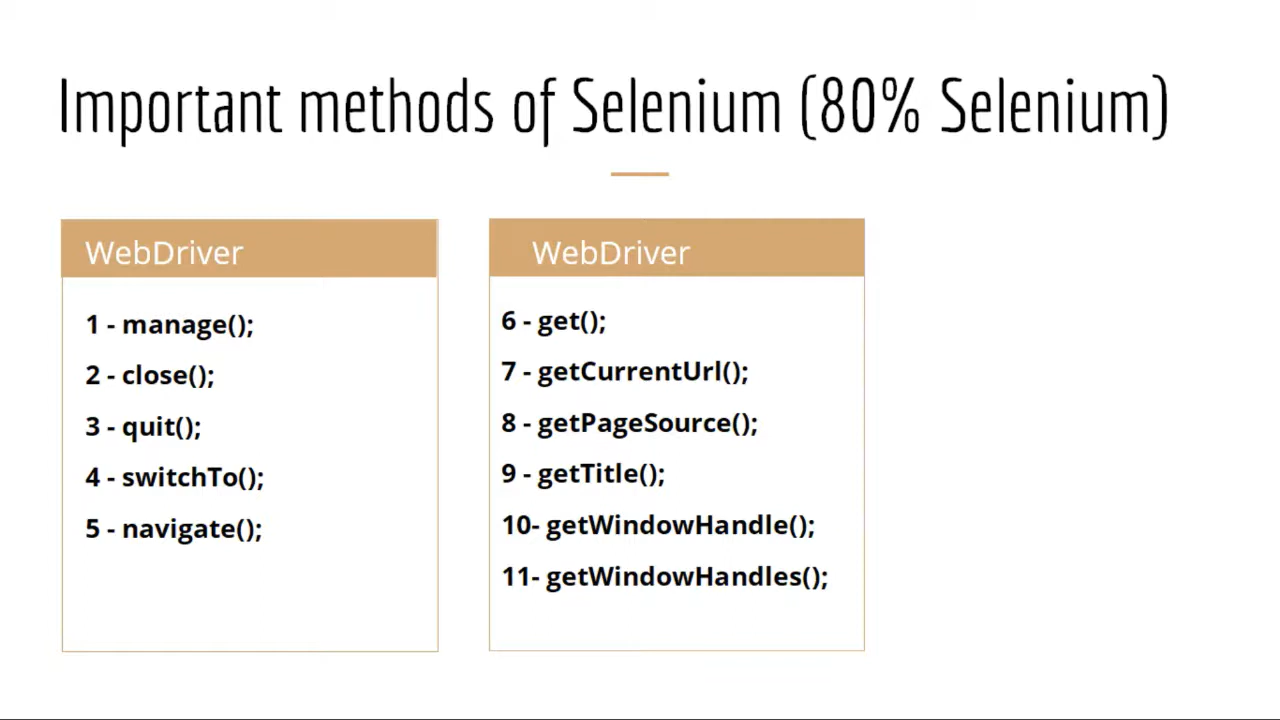 Important methods of Selenium (80% Selenium)
WebDriver
1 - manage();
2 - close();
3 - quit();
4 - switchTo();
5 - navigate();
WebDriver
6 - get();
7 - getCurrentUrl();
8 - getPageSource();
9 - getTitle();
10- getWindowHandle();
11- getWindowHandles();